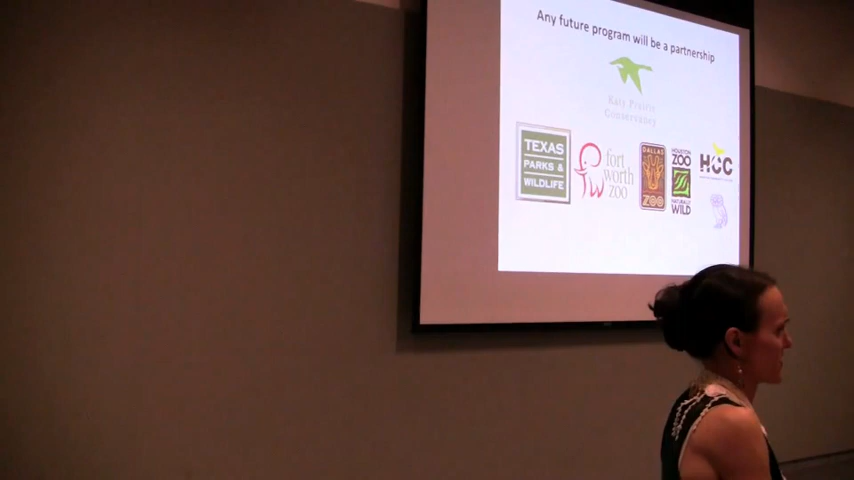 Any future program will be a partnership
Katy Prairie
Conservancy
TEXAS
PARKS &
WILDLIFE
fort
worth
zoo
DALLAS
ZOO
HOUSTON
ZOO
NATURALLY
WILD
HCC